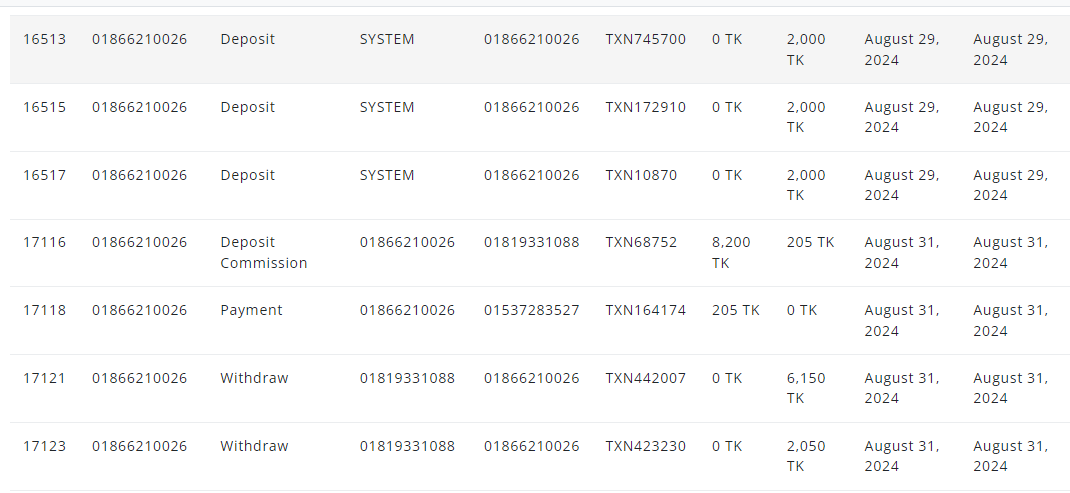 16513 01866210026 Deposit SYSTEM 01866210026 TXN745700 0 TK 2,000 August 29, August 29,
TK 2024 2024
16515 01866210026 Deposit SYSTEM 01866210026 TXN172910 0 TK 2,000 August 29, August 29,
TK 2024 2024
16517 01866210026 Deposit SYSTEM 01866210026 TXN10870 0 TK 2,000 August 29, August 29,
TK 2024 2024
17116 01866210026 Deposit 01866210026 01819331088 TXN68752 8,200 205 TK August 31, August 31,
Commission TK 2024 2024
17118 01866210026 Payment 01866210026 01537283527 TXN164174 205 TK 0 TK August 31, August 31,
2024 2024
17121 01866210026 Withdraw 01819331088 01866210026 TXN442007 0 TK 6,150 August 31, August 31,
TK 2024 2024
17123 01866210026 Withdraw 01819331088 01866210026 TXN423230 0 TK 2,050 August 31, August 31,
TK 2024 2024